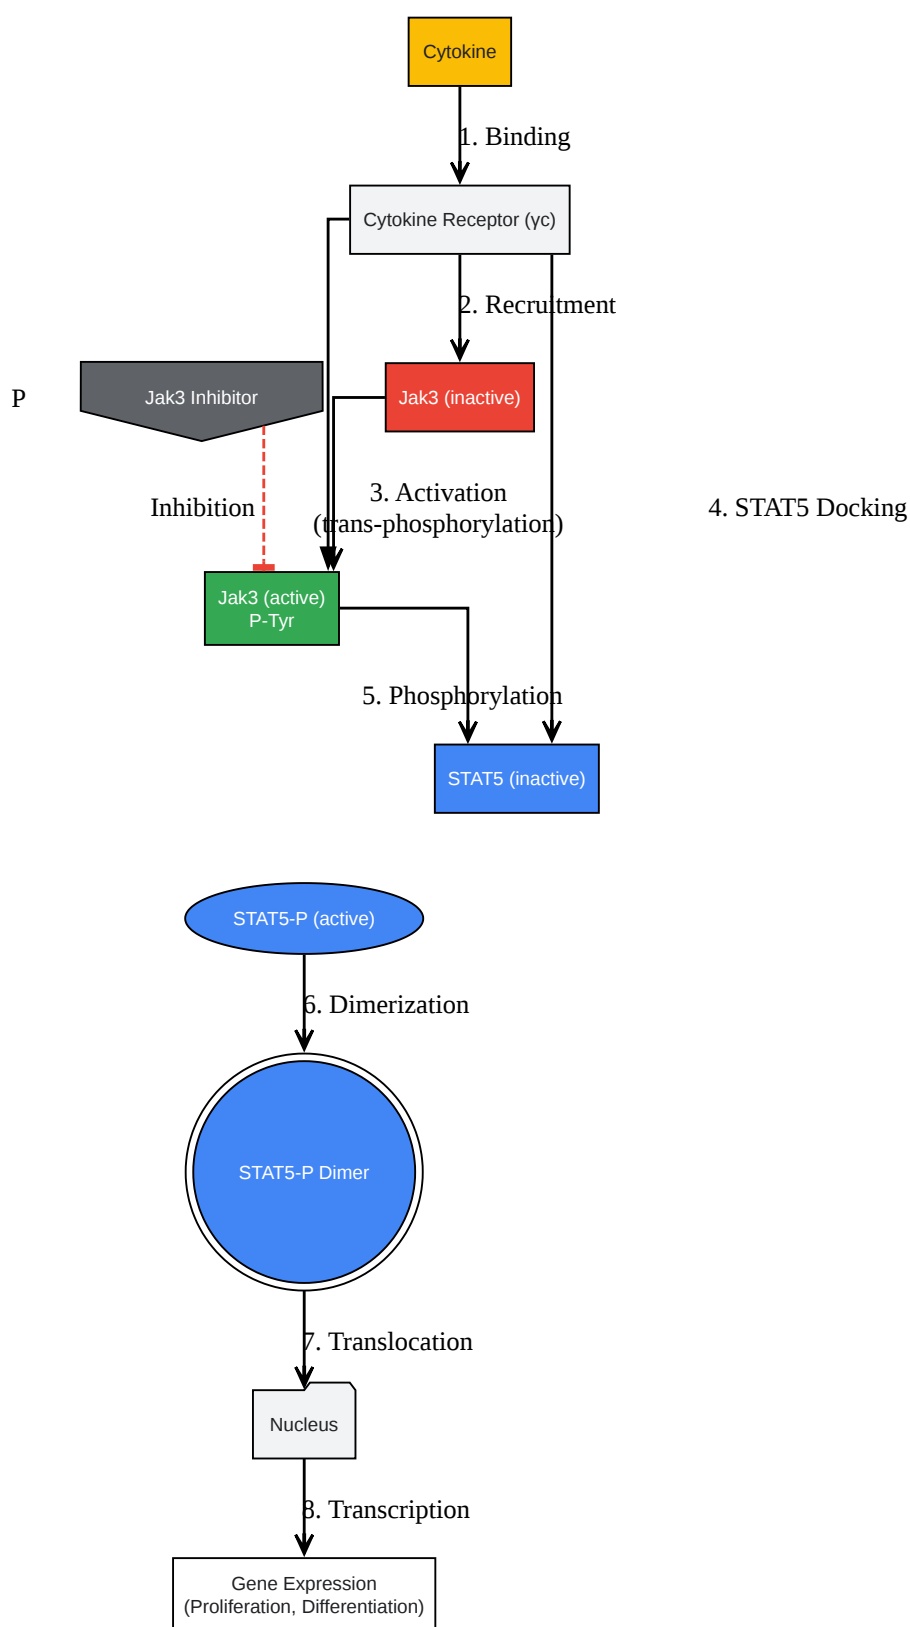 Cytokine
1. Binding
Cytokine Receptor (γc)
2. Recruitment
P
Jak3 Inhibitor
Jak3 (inactive)
Inhibition
3. Activation
(trans-phosphorylation)
4. STAT5 Docking
Jak3 (active)
P-Tyr
5. Phosphorylation
STAT5 (inactive)
STAT5-P (active)
6. Dimerization
STAT5-P Dimer
7. Translocation
Nucleus
8. Transcription
Gene Expression
(Proliferation, Differentiation)